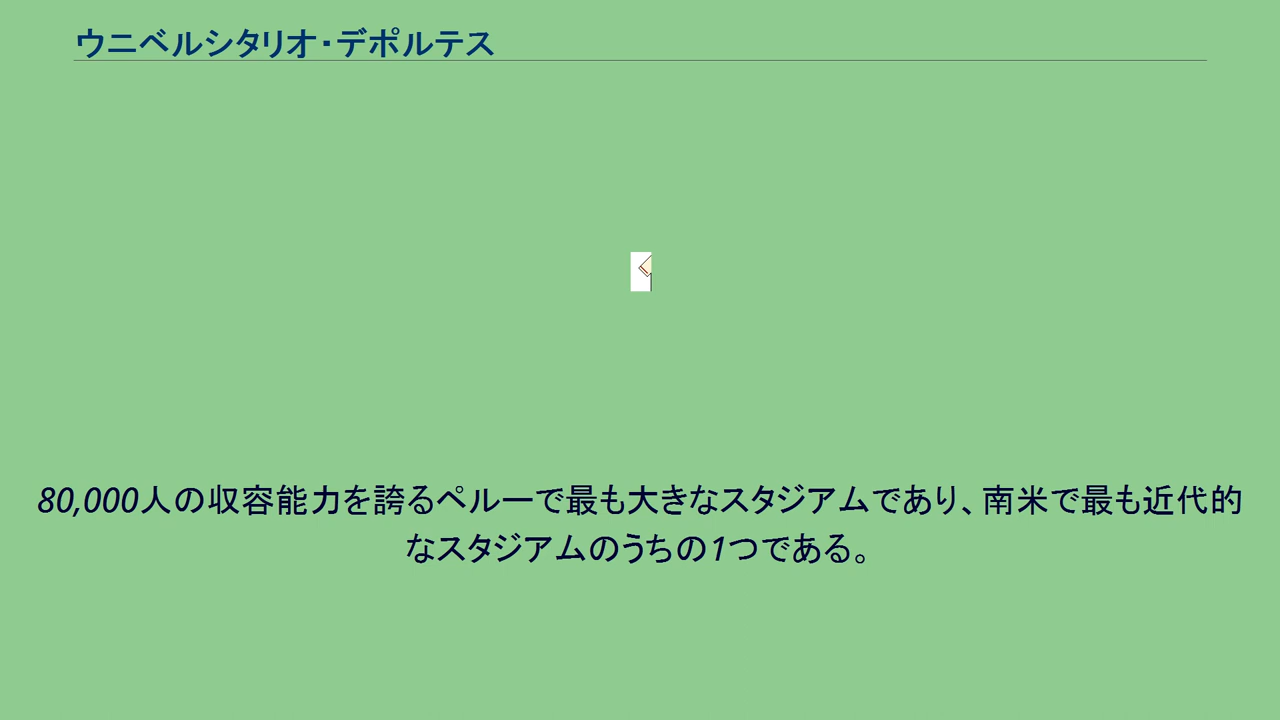 ウニベルシタリオ・デポルテス
80,000人の収容能力を誇るペルーで最も大きなスタジアムであり、南米で最も近代的
なスタジアムのうちの1つである。